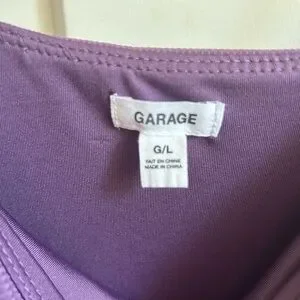 GARAGE
G/L
FAIT EN CHINE
MADE IN CHINA